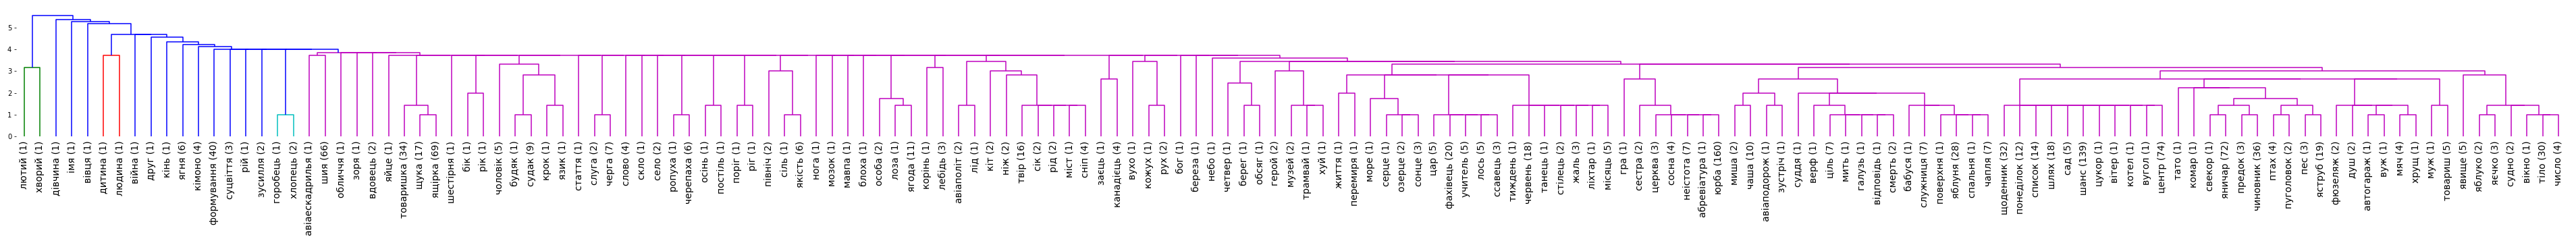 5
4
3
2
1
0
лютий (1)
хворий (1)
дівчина (1)
імя (1)
вівця (1)
дитина (1)
людина (1)
війна (1)
друг (1)
кінь (1)
ягня (6)
кімоно (4)
формування (40)
суцвіття (3)
рій (1)
зусилля (2)
горобець (1)
хлопець (2)
авіаескадрилья (1)
шия (66)
обличчя (1)
зоря (1)
вдовець (2)
яйце (1)
товаришка (34)
щука (17)
ящірка (69)
шестірня (1)
бік (1)
рік (1)
чоловік (5)
будяк (1)
судак (9)
крок (1)
язик (1)
стаття (1)
слуга (2)
черга (7)
слово (4)
скло (1)
село (2)
ропуха (1)
черепаха (6)
осінь (1)
постіль (1)
поріг (1)
ріг (1)
північ (2)
сіль (1)
якість (6)
нога (1)
мозок (1)
мавпа (1)
блоха (1)
особа (2)
лоза (1)
ягода (11)
корінь (1)
лебідь (3)
авіаполіт (2)
лід (1)
кіт (2)
ніж (2)
твір (16)
сік (2)
рід (2)
міст (1)
сніп (4)
заєць (1)
канадієць (4)
вухо (1)
кожух (1)
рух (2)
бог (1)
береза (1)
небо (1)
четвер (1)
берег (1)
обсяг (1)
герой (2)
музей (2)
трамвай (1)
хуй (1)
життя (1)
перемиря (1)
море (1)
серце (1)
озерце (2)
сонце (3)
цар (5)
фахівець (20)
учитель (5)
лось (5)
ссавець (3)
тиждень (1)
червень (18)
танець (1)
стілець (2)
жаль (3)
ліхтар (1)
місяць (5)
гра (1)
сестра (2)
церква (3)
сосна (4)
неістота (7)
абревіатура (1)
юрба (160)
миша (2)
чаша (10)
авіаподорож (1)
зустріч (1)
суддя (1)
верф (1)
ціль (7)
мить (1)
галузь (1)
відповідь (1)
смерть (2)
бабуся (1)
служниця (7)
поверхня (1)
яблуня (28)
спальня (1)
чапля (7)
щоденник (32)
понеділок (12)
список (14)
шлях (18)
сад (5)
шанс (139)
цукор (1)
вітер (1)
котел (1)
вугол (1)
центр (74)
тато (1)
комар (1)
свекор (1)
яничар (72)
предок (3)
чиновник (36)
птах (4)
пуголовок (2)
пес (3)
яструб (19)
фюзеляж (2)
душ (2)
автогараж (1)
вуж (1)
мяч (4)
хрущ (1)
муж (1)
товариш (5)
явище (5)
яблуко (2)
яєчко (3)
судно (2)
вікно (1)
тіло (30)
число (4)